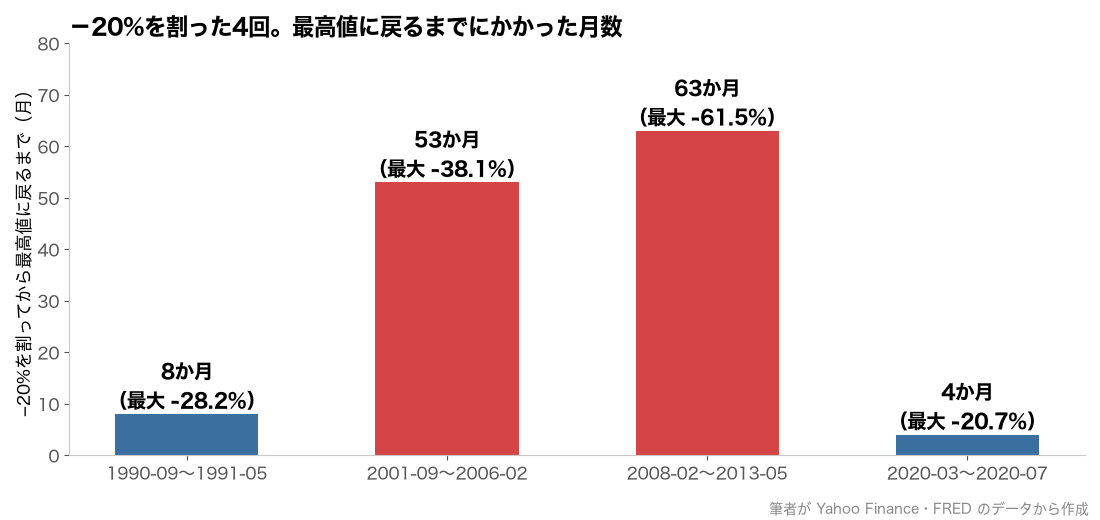 −20%を割った4回。最高値に戻るまでにかかった月数
−20%を割ってから最高値に戻るまで（月）
80
70
60
50
40
30
20
10
0
8か月
（最大 -28.2%）
53か月
（最大 -38.1%）
63か月
（最大 -61.5%）
4か月
（最大 -20.7%）
1990-09〜1991-05
2001-09〜2006-02
2008-02〜2013-05
2020-03〜2020-07
筆者が Yahoo Finance・FRED のデータから作成